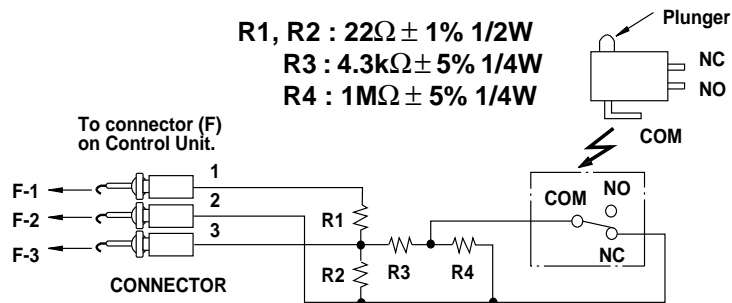 R1, R2 : 22Ω ± 1% 1/2W
R3 : 4.3kΩ ± 5% 1/4W
R4 : 1MΩ ± 5% 1/4W
Plunger
NC
NO
COM
To connector (F)
on Control Unit.
F-1
1
F-2
2
F-3
3
CONNECTOR
R1
R2
R3
R4
COM
NO
NC